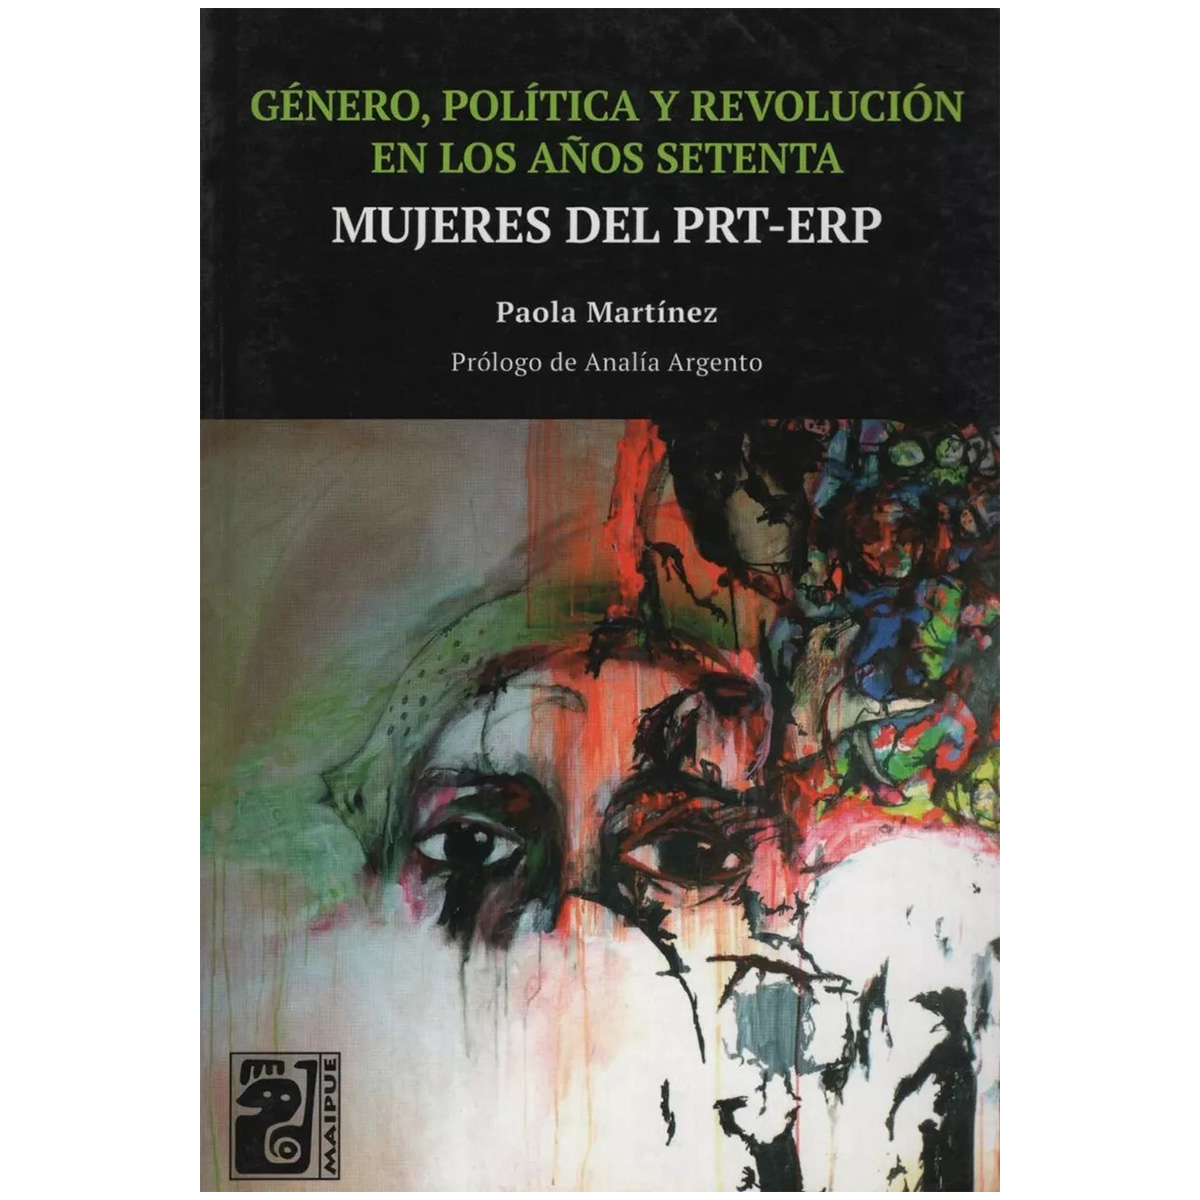 GÉNERO, POLÍTICA Y REVOLUCIÓN
EN LOS AÑOS SETENTA
MUJERES DEL PRT-ERP
Paola Martínez
Prólogo de Analía Argento
MAIPUE